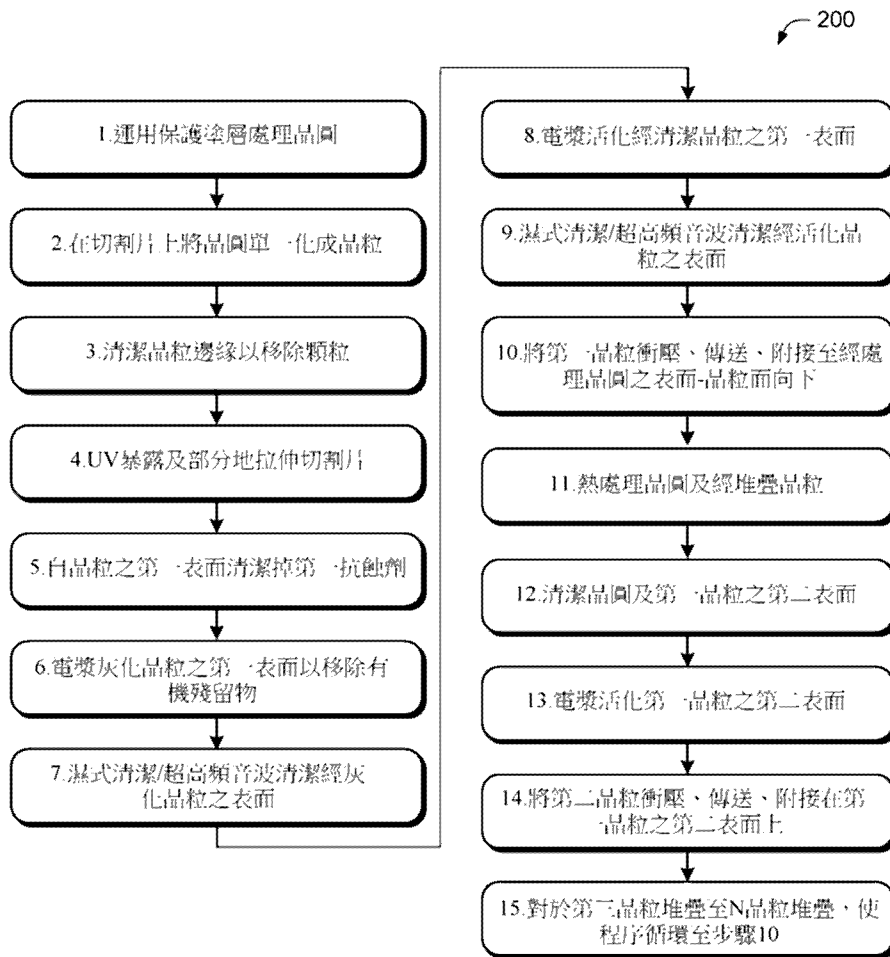 200
1.運用保護塗層處理晶圓
2.在切割片上將晶圓單一化成晶粒
3.清潔晶粒邊緣以移除顆粒
4.UV暴露及部分地拉伸切割片
5.自晶粒之第一表面清潔掉第一抗蝕劑
6.電漿灰化晶粒之第一表面以移除有
機殘留物
7.濕式清潔/超高頻音波清潔經灰
化晶粒之表面
8.電漿活化經清潔晶粒之第一表面
9.濕式清潔/超高頻音波清潔經活化晶
粒之表面
10.將第一晶粒衝壓、傳送、附接至經處
理晶圓之表面-晶粒面向下
11.熱處理晶圓及經堆疊晶粒
12.清潔晶圓及第一晶粒之第二表面
13.電漿活化第一晶粒之第二表面
14.將第二晶粒衝壓、傳送、附接在第
一晶粒之第二表面上
15.對於第三晶粒堆疊至N晶粒堆疊、使
程序循環至步驟10